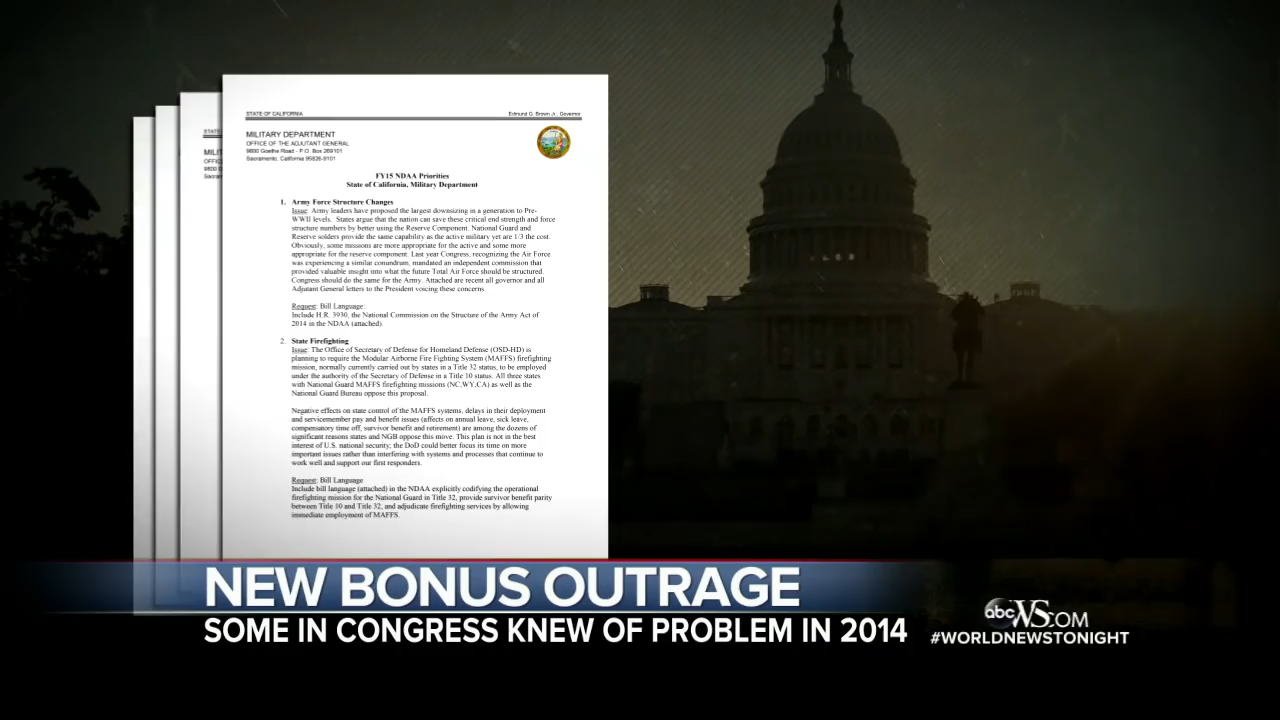 STATE OF CALIFORNIA
Edmund G. Brown Jr., Governor
MILITARY DEPARTMENT
OFFICE OF THE ADJUTANT GENERAL
9800 Goethe Road - P.O. Box 269101
Sacramento, California 95826-9101
FY15 NDAA Priorities
State of California, Military Department
1. Army Force Structure Changes
Issue: Army leaders have proposed the largest downsizing in a generation to Pre-
WWII levels. States argue that the nation can save these critical end strength and force
structure numbers by better using the Reserve Component. National Guard and
Reserve solders provide the same capability as the active military yet are 1/3 the cost.
Obviously, some missions are more appropriate for the active and some more
appropriate for the reserve component. Last year Congress, recognizing the Air Force
was experiencing a similar conundrum, mandated an independent commission that
provided valuable insight into what the future Total Air Force should be structured.
Congress should do the same for the Army. Attached are recent all governor and all
Adjutant General letters to the President voicing these concerns.
Request: Bill Language:
Include H.R. 3930, the National Commission on the Structure of the Army Act of
2014 in the NDAA (attached).
2. State Firefighting
Issue: The Office of Secretary of Defense for Homeland Defense (OSD-HD) is
planning to require the Modular Airborne Fire Fighting System (MAFFS) firefighting
mission, normally currently carried out by states in a Title 32 status, to be employed
under the authority of the Secretary of Defense in a Title 10 status. All three states
with National Guard MAFFS firefighting missions (NC,WY,CA) as well as the
National Guard Bureau oppose this proposal.
Negative effects on state control of the MAFFS systems, delays in their deployment
and servicemember pay and benefit issues (affects on annual leave, sick leave,
compensatory time off, survivor benefit and retirement) are among the dozens of
significant reasons states and NGB oppose this move. This plan is not in the best
interest of U.S. national security; the DoD could better focus its time on more
important issues rather than interfering with systems and processes that continue to
work well and support our first responders.
Request: Bill Language
Include bill language (attached) in the NDAA explicitly codifying the operational
firefighting mission for the National Guard in Title 32, provide survivor benefit parity
between Title 10 and Title 32, and adjudicate firefighting services by allowing
immediate employment of MAFFS.
NEW BONUS OUTRAGE
SOME IN CONGRESS KNEW OF PROBLEM IN 2014
abc
#WORLDNEWSTONIGHT